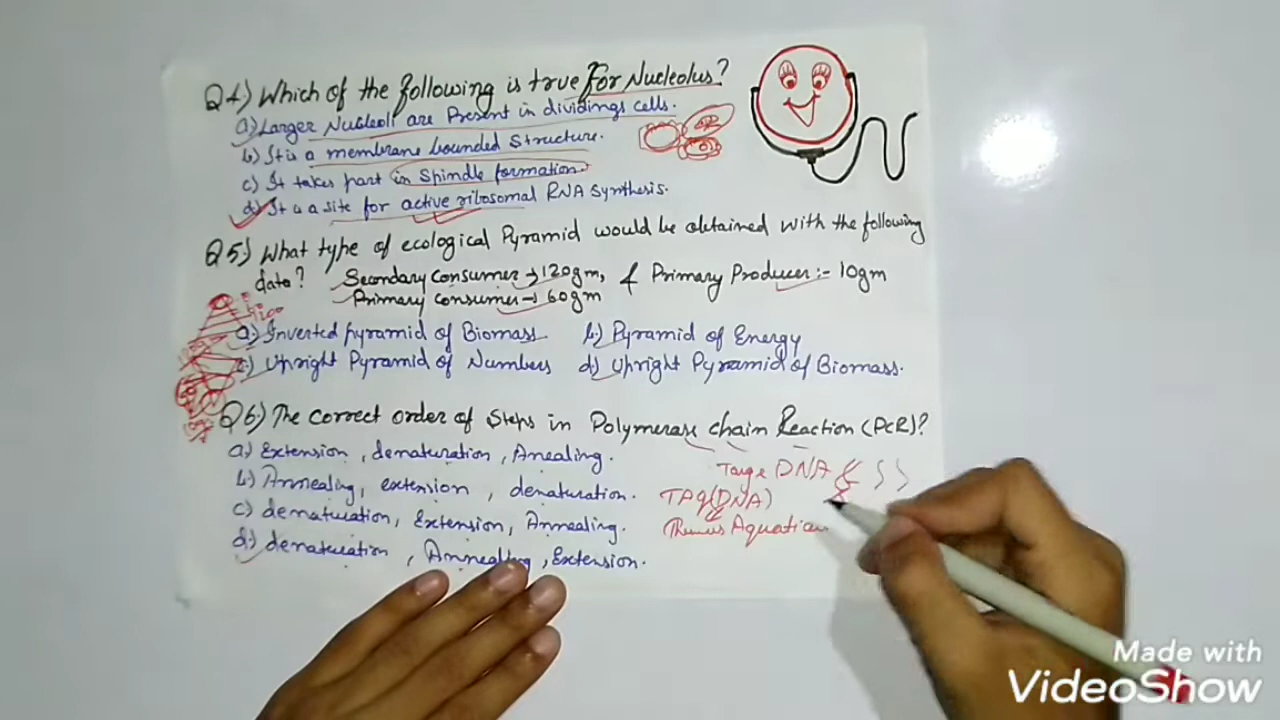 Q4) Which of the following is true for Nucleolus?
a) Larger Nucleoli are Present in dividings cells.
b) It is a membrane bounded Structure.
c) It takes part in Spindle formation.
d) It is a site for active ribosomal RNA synthesis.
Q5) What type of ecological Pyramid would be obtained with the following
data? Secondary Consumer → 120gm, & Primary Producer :- 10gm
Primary Consumer → 60gm
a) Inverted pyramid of Biomass b) Pyramid of Energy
c) Upright Pyramid of Numbers d) Upright Pyramid of Biomass.
Q6) The correct order of Steps in Polymerase chain Reaction (PCR)?
a) Extension, denaturation, Anealing.
b) Annealing, extension, denaturation.
c) denaturation, Extension, Annealing.
d) denaturation, Annealing, Extension.
DNA
TAq (DNA)
Made with
VideoShow